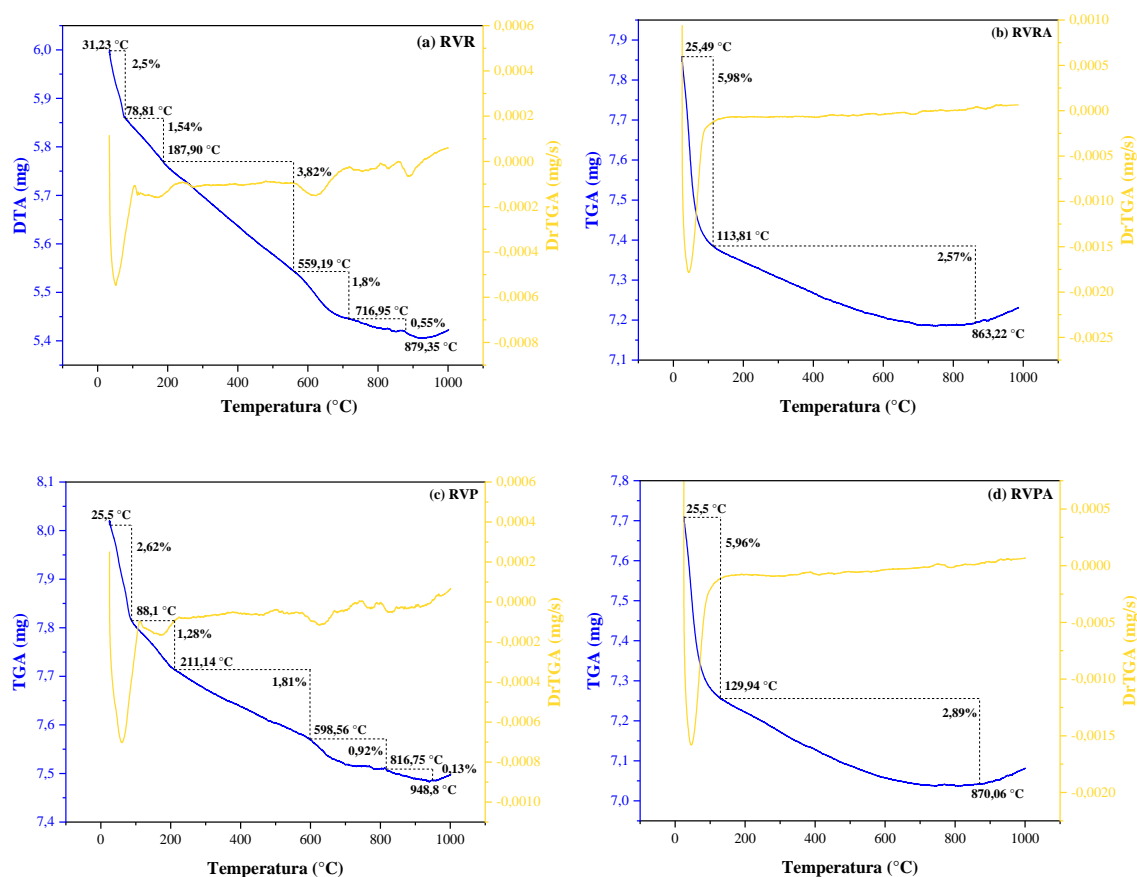 (a) RVR
DTA (mg)
6,0
5,9
5,8
5,7
5,6
5,5
5,4
31,23 °C
2,5%
78,81 °C
1,54%
187,90 °C
3,82%
559,19 °C
1,8%
716,95 °C
0,55%
879,35 °C
0,0006
0,0004
0,0002
0,0000
-0,0002
-0,0004
-0,0006
-0,0008
DrTGA (mg/s)
0 200 400 600 800 1000
Temperatura (°C)
(b) RVRA
TGA (mg)
7,9
7,8
7,7
7,6
7,5
7,4
7,3
7,2
7,1
25,49 °C
5,98%
113,81 °C
2,57%
863,22 °C
0,0010
0,0005
0,0000
-0,0005
-0,0010
-0,0015
-0,0020
-0,0025
DrTGA (mg/s)
0 200 400 600 800 1000
Temperatura (°C)
(c) RVP
TGA (mg)
8,1
8,0
7,9
7,8
7,7
7,6
7,5
7,4
25,5 °C
2,62%
88,1 °C
1,28%
211,14 °C
1,81%
598,56 °C
0,92%
816,75 °C
0,13%
948,8 °C
0,0006
0,0004
0,0002
0,0000
-0,0002
-0,0004
-0,0006
-0,0008
-0,0010
DrTGA (mg/s)
0 200 400 600 800 1000
Temperatura (°C)
(d) RVPA
TGA (mg)
7,8
7,7
7,6
7,5
7,4
7,3
7,2
7,1
7,0
25,5 °C
5,96%
129,94 °C
2,89%
870,06 °C
0,0005
0,0000
-0,0005
-0,0010
-0,0015
-0,0020
DrTGA (mg/s)
0 200 400 600 800 1000
Temperatura (°C)